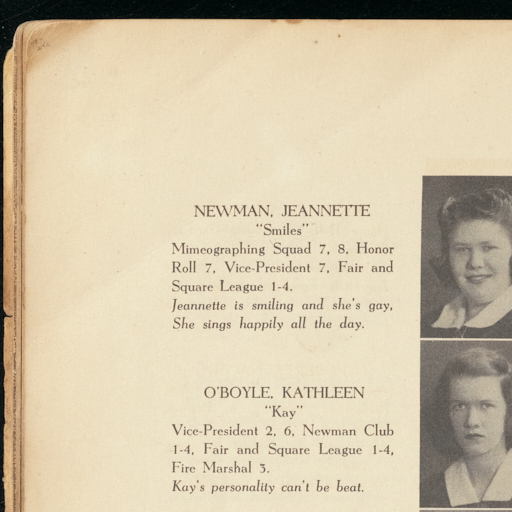 NEWMAN, JEANNETTE
"Smiles"
Mimeographing Squad 7, 8, Honor
Roll 7, Vice-President 7, Fair and
Square League 1-4.
Jeannette is smiling and she's gay,
She sings happily all the day.
O'BOYLE, KATHLEEN
"Kay"
Vice-President 2, 6, Newman Club
1-4, Fair and Square League 1-4,
Fire Marshal 3.
Kay's personality can't be beat.